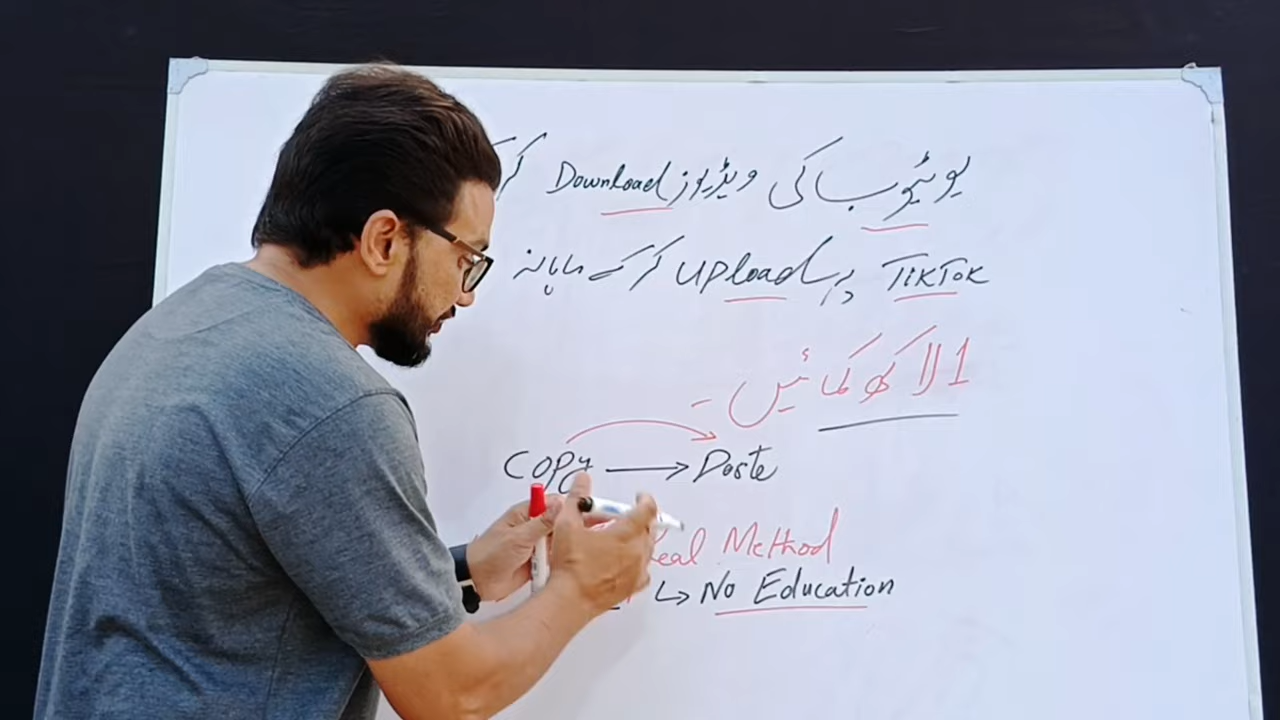 یوٹیوب کی ویڈیوز Download کر
TikTok پر Upload کر کے ماہانہ
1 لاکھ کمائیں ۔
Copy → Paste
Real Method
↳ No Education